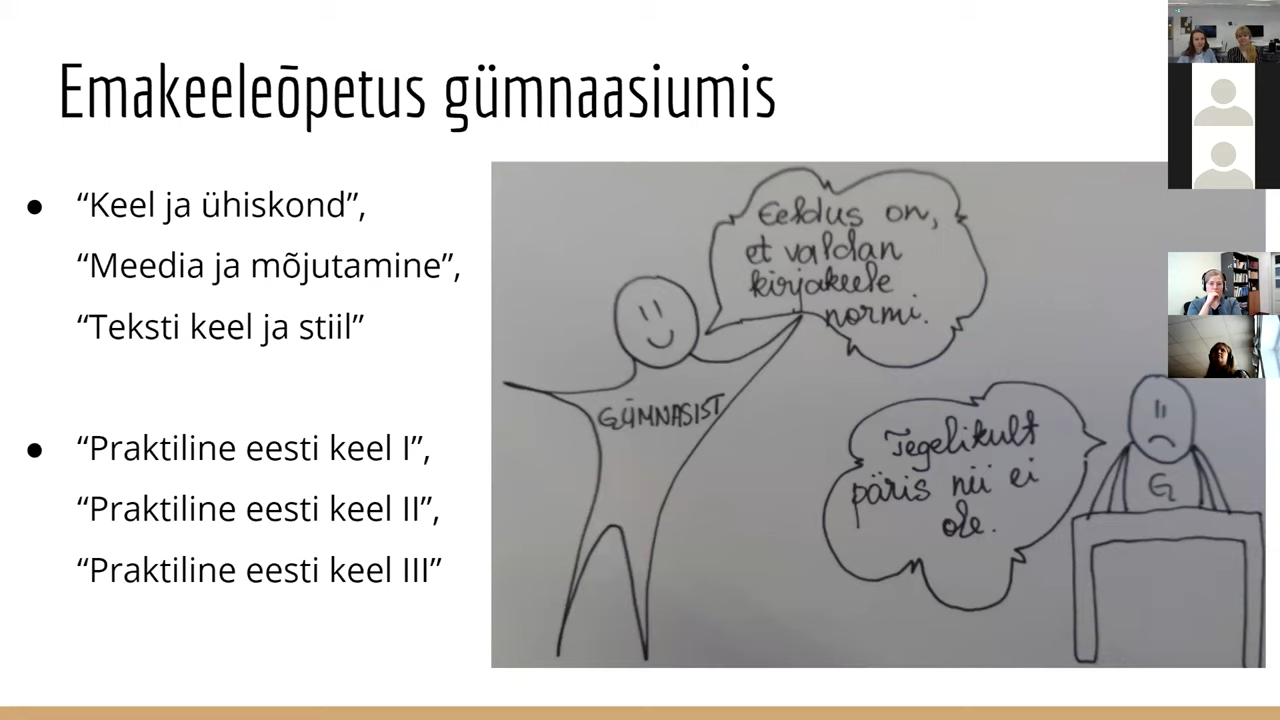 Emakeeleõpetus gümnaasiumis
● “Keel ja ühiskond”,
“Meedia ja mõjutamine”,
“Teksti keel ja stiil”
● “Praktiline eesti keel I”,
“Praktiline eesti keel II”,
“Praktiline eesti keel III”
Eeldus on,
et valdan
kirjakeele
normi.
GÜMNASIST
Tegelikult
päris nii ei
ole.
G